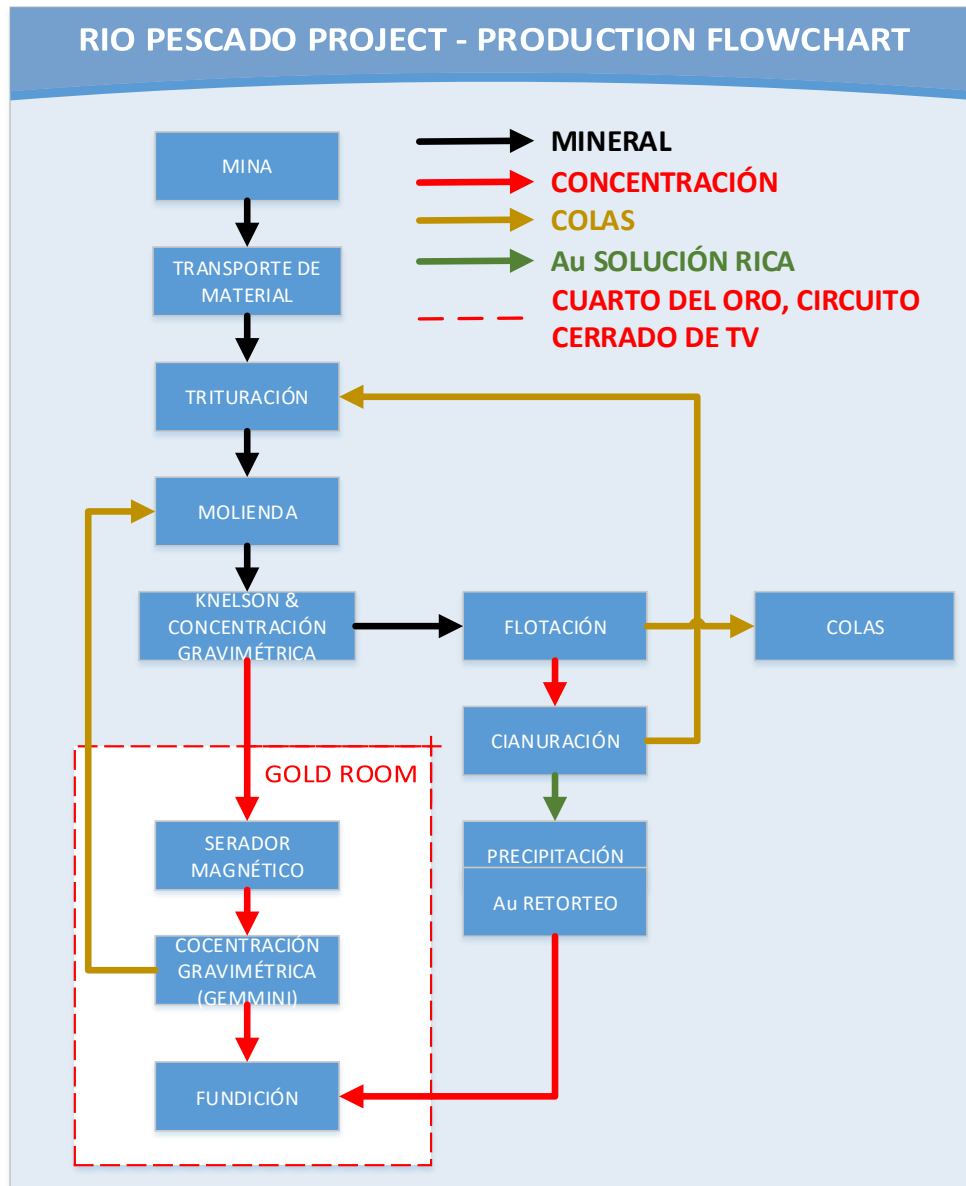 RIO PESCADO PROJECT - PRODUCTION FLOWCHART
MINERAL
CONCENTRACIÓN
COLAS
Au SOLUCIÓN RICA
CUARTO DEL ORO, CIRCUITO
CERRADO DE TV
MINA
TRANSPORTE DE
MATERIAL
TRITURACIÓN
MOLIENDA
KNELSON &
CONCENTRACIÓN
GRAVIMÉTRICA
FLOTACIÓN
COLAS
CIANURACIÓN
GOLD ROOM
SERADOR
MAGNÉTICO
PRECIPITACIÓN
Au RETORTEO
COCENTRACIÓN
GRAVIMÉTRICA
(GEMMINI)
FUNDICIÓN